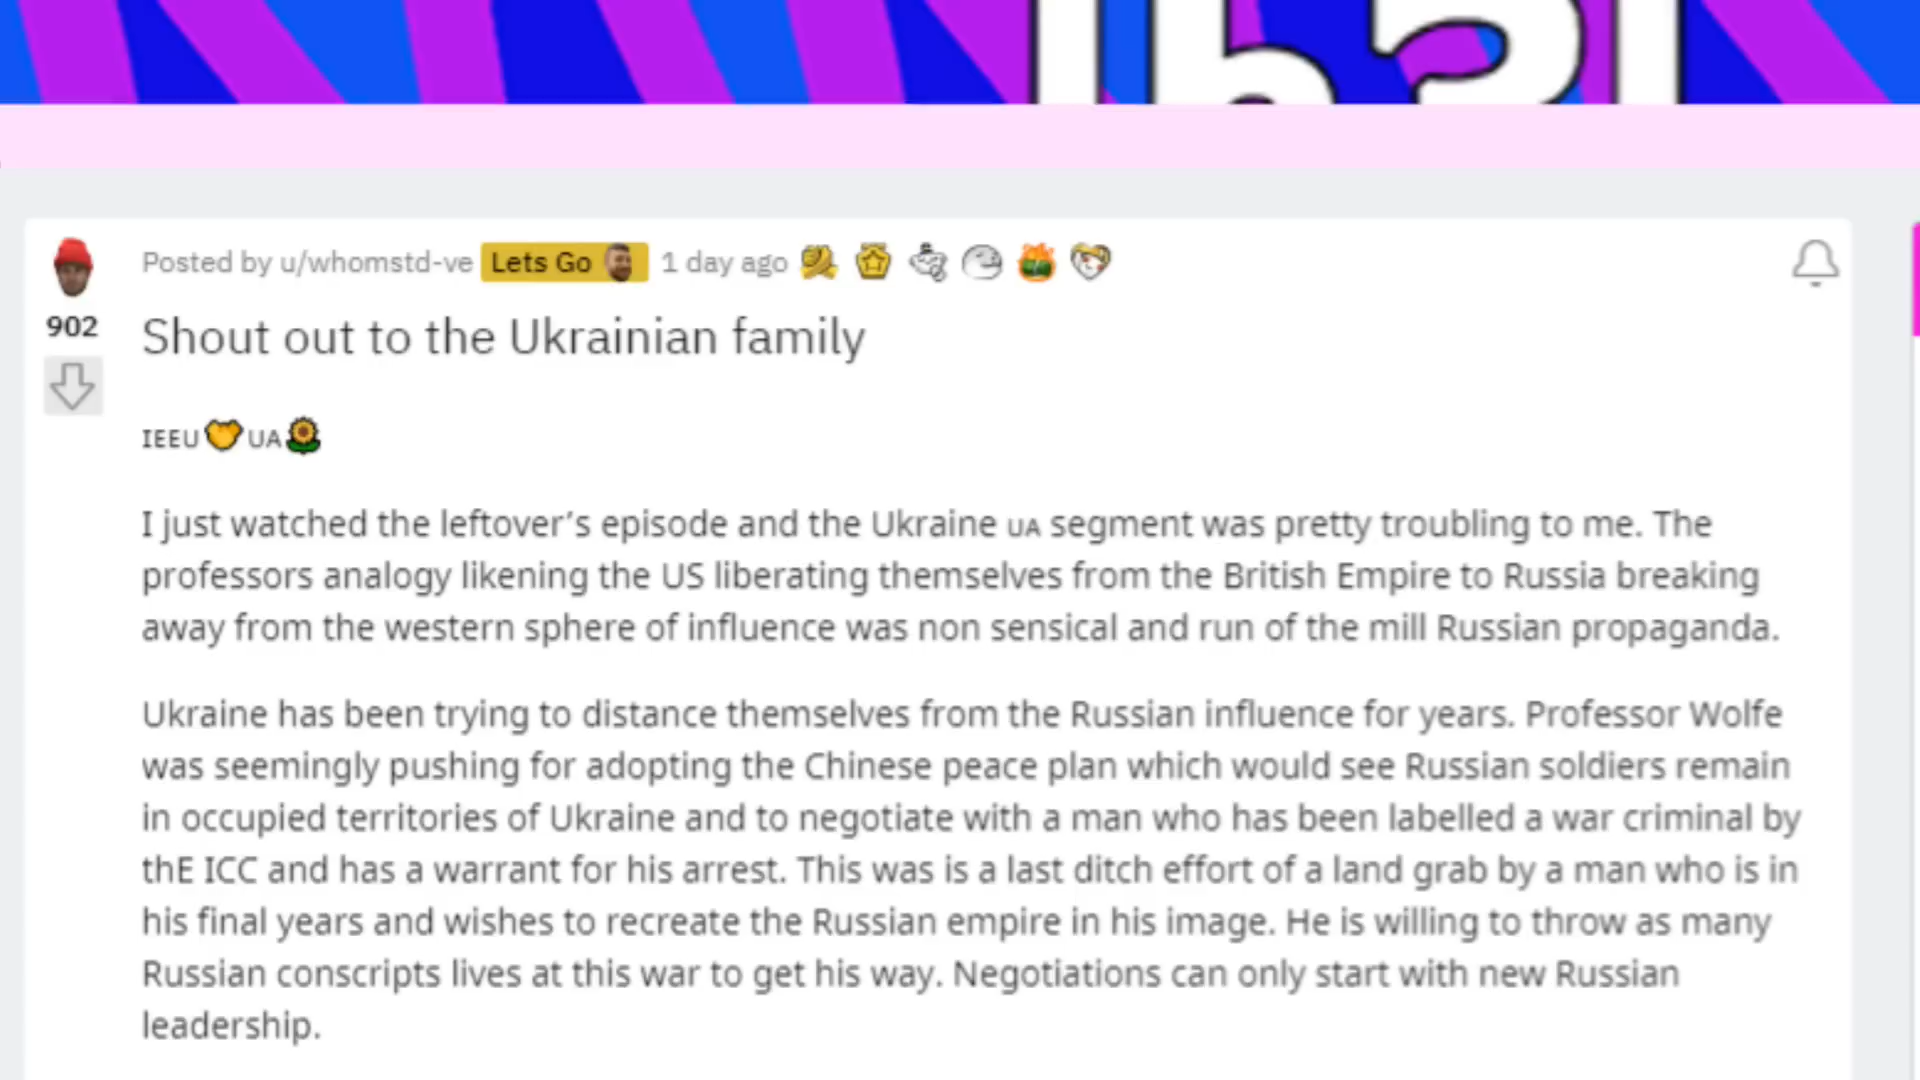 h3
Posted by u/whomstd-ve Lets Go 1 day ago
902
Shout out to the Ukrainian family
IEEU UA
I just watched the leftover’s episode and the Ukraine UA segment was pretty troubling to me. The
professors analogy likening the US liberating themselves from the British Empire to Russia breaking
away from the western sphere of influence was non sensical and run of the mill Russian propaganda.
Ukraine has been trying to distance themselves from the Russian influence for years. Professor Wolfe
was seemingly pushing for adopting the Chinese peace plan which would see Russian soldiers remain
in occupied territories of Ukraine and to negotiate with a man who has been labelled a war criminal by
thE ICC and has a warrant for his arrest. This was is a last ditch effort of a land grab by a man who is in
his final years and wishes to recreate the Russian empire in his image. He is willing to throw as many
Russian conscripts lives at this war to get his way. Negotiations can only start with new Russian
leadership.